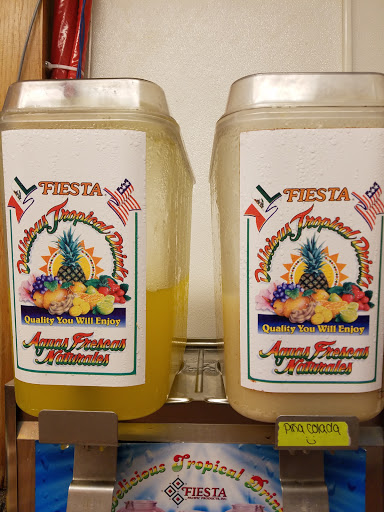 L&L FIESTA
Delicious Tropical Drinks
Quality You Will Enjoy
Aguas Frescas
Naturales
L&L FIESTA
Delicious Tropical Drinks
Quality You Will Enjoy
Aguas Frescas
Naturales
Pina Colada
Delicious Tropical Drin
FIESTA